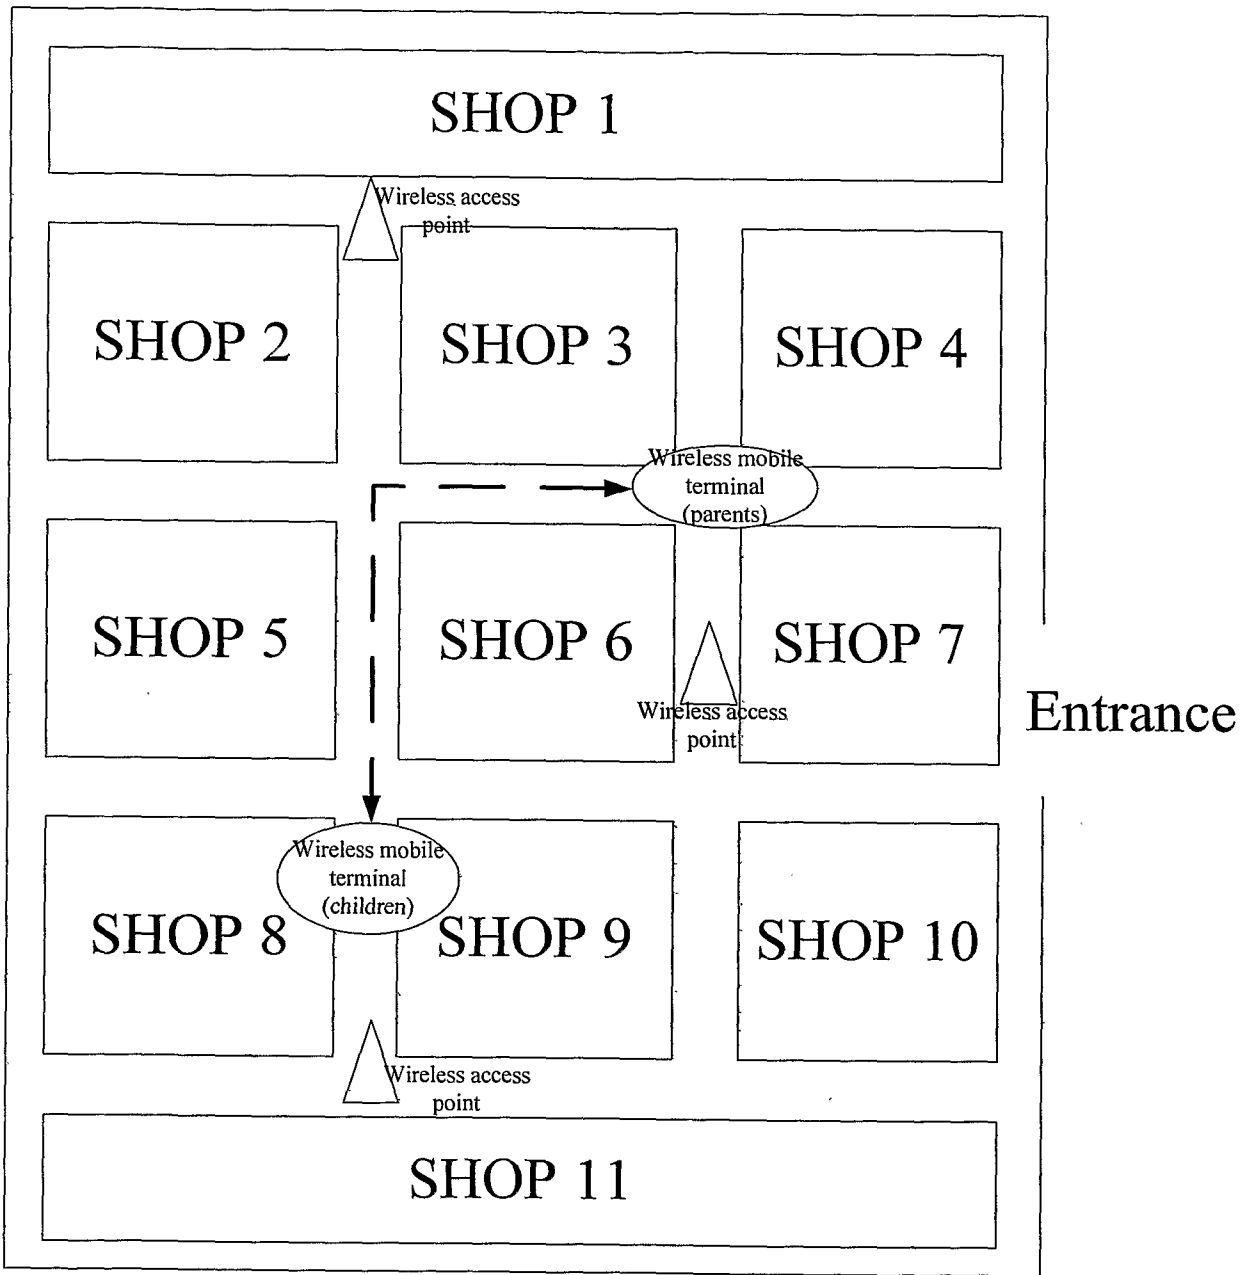 SHOP 1
Wireless access
point
SHOP 2
SHOP 3
SHOP 4
Wireless mobile
terminal
(parents)
SHOP 5
SHOP 6
SHOP 7
Wireless access
point
Entrance
Wireless mobile
terminal
(children)
SHOP 8
SHOP 9
SHOP 10
Wireless access
point
SHOP 11